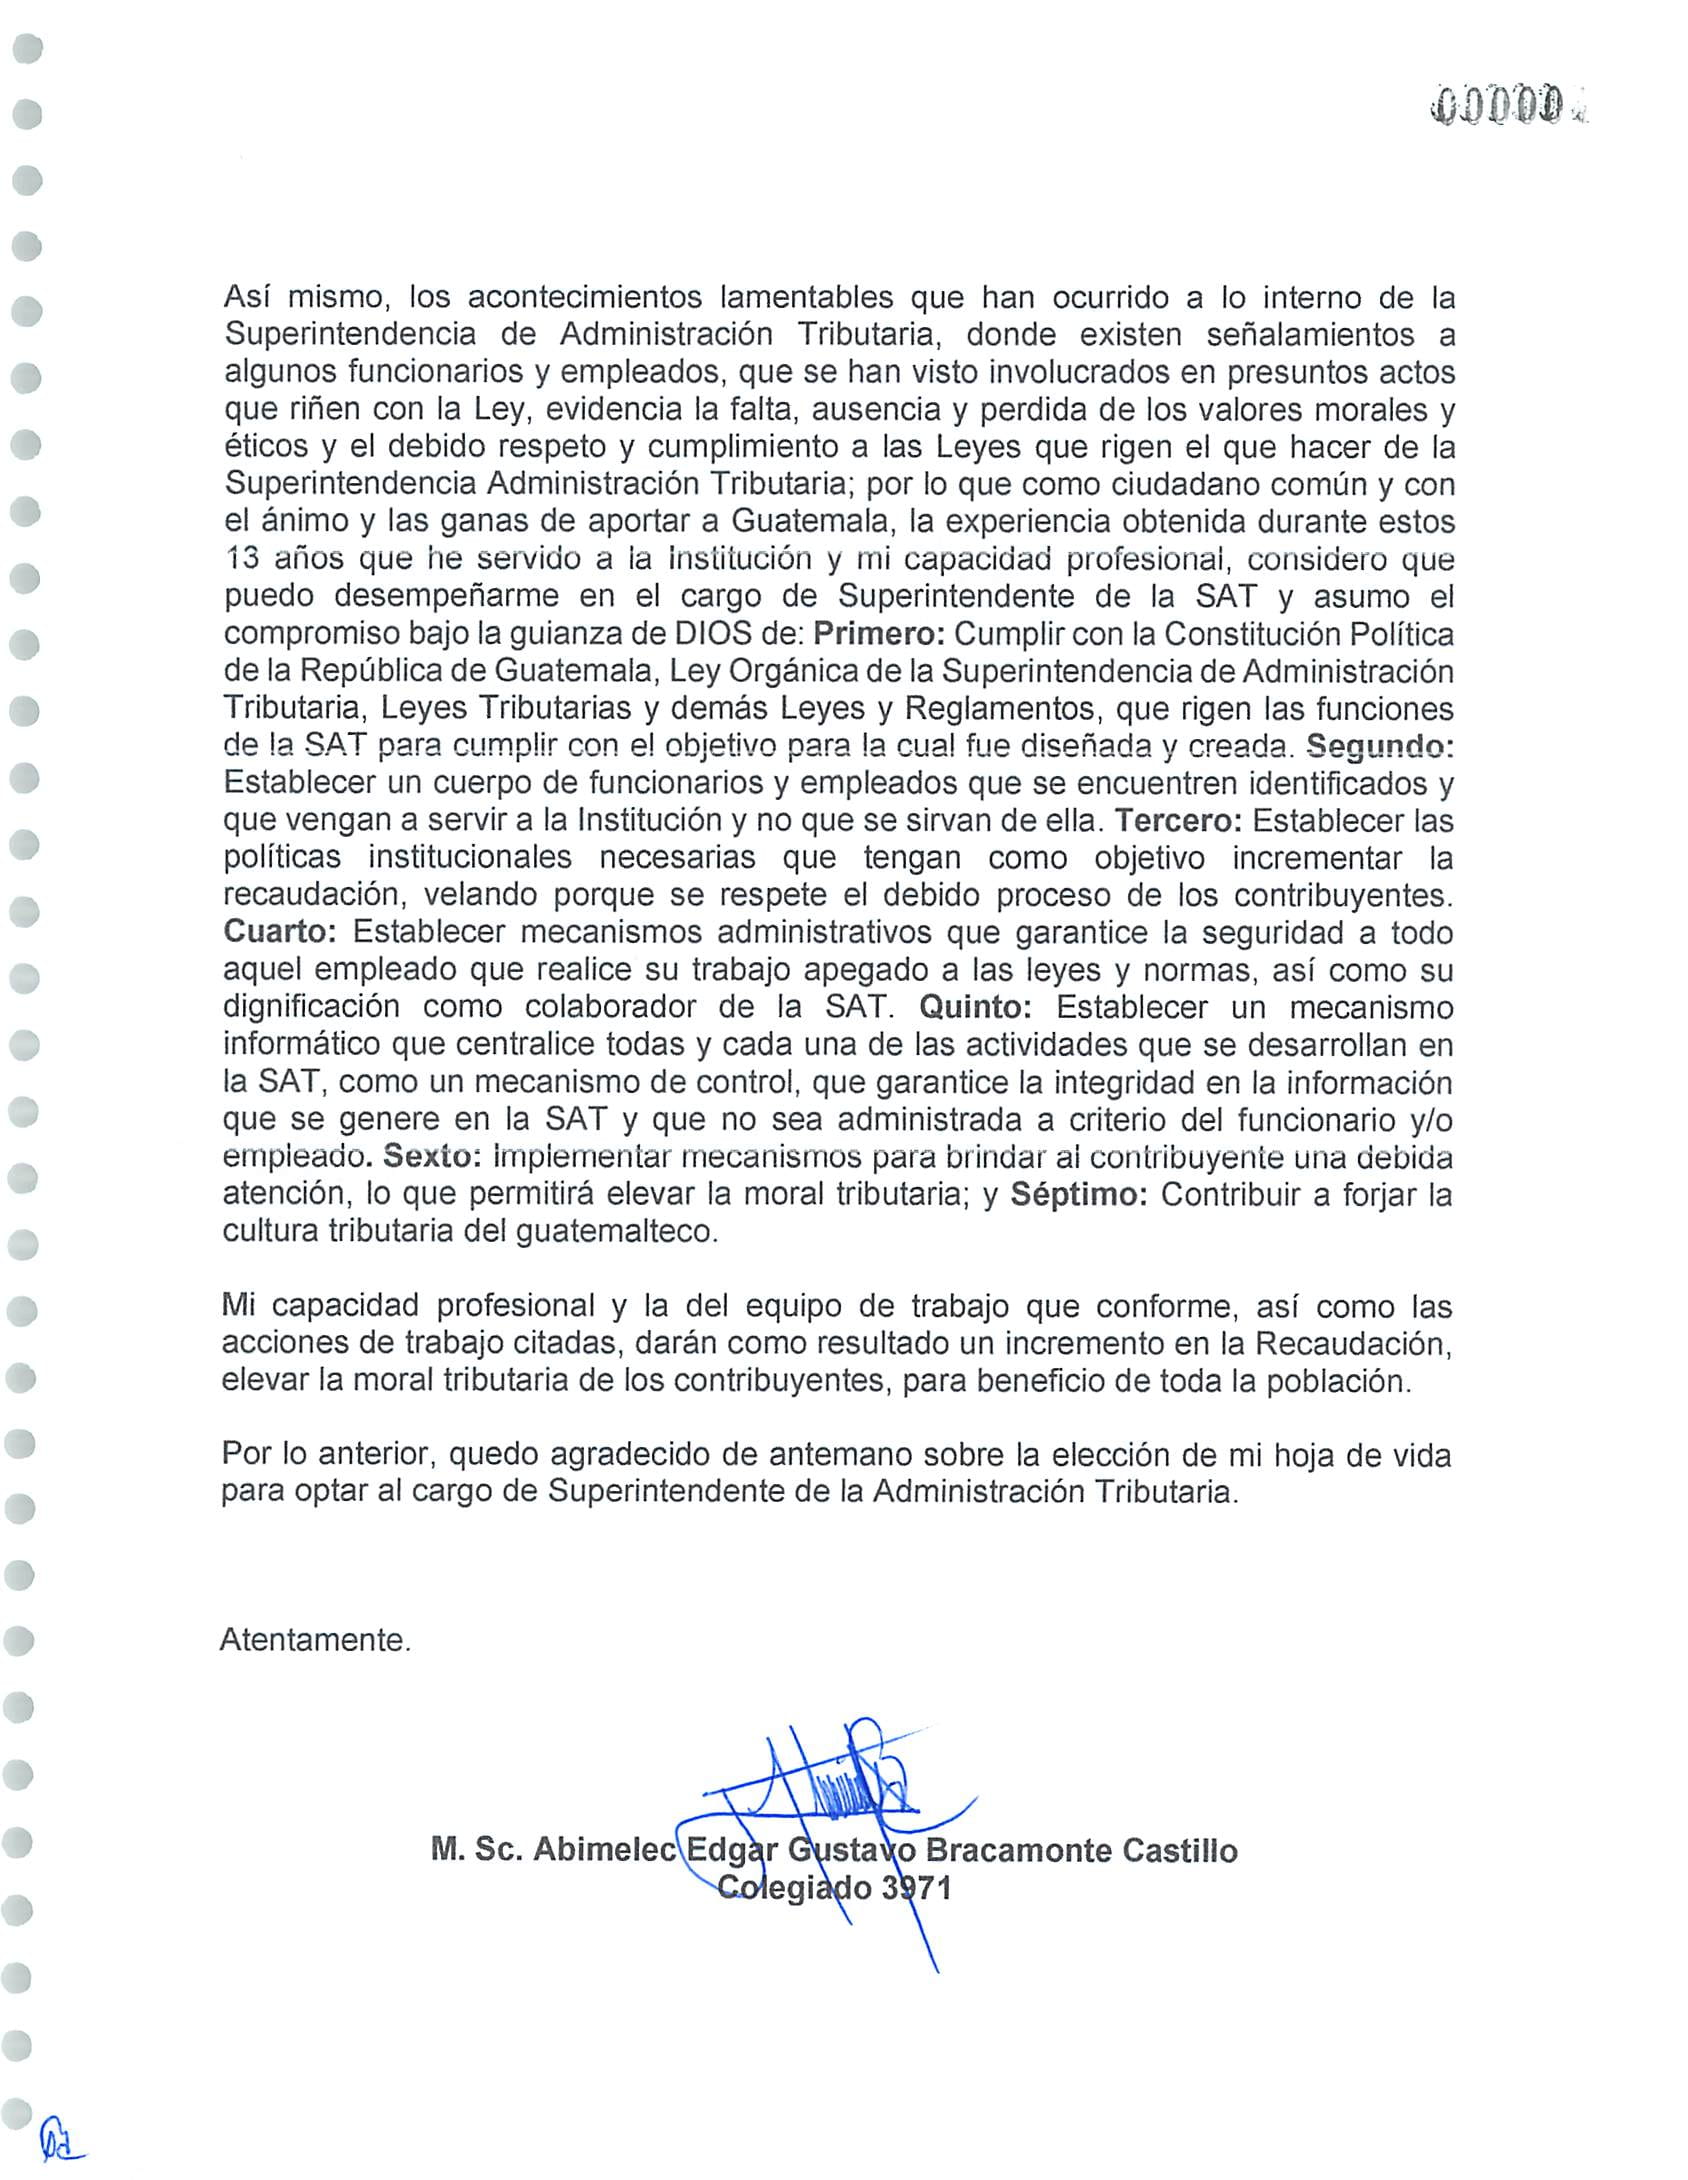 00000
Así mismo, los acontecimientos lamentables que han ocurrido a lo interno de la
Superintendencia de Administración Tributaria, donde existen señalamientos a
algunos funcionarios y empleados, que se han visto involucrados en presuntos actos
que riñen con la Ley, evidencia la falta, ausencia y perdida de los valores morales y
éticos y el debido respeto y cumplimiento a las Leyes que rigen el que hacer de la
Superintendencia Administración Tributaria; por lo que como ciudadano común y con
el ánimo y las ganas de aportar a Guatemala, la experiencia obtenida durante estos
13 años que he servido a la Institución y mi capacidad profesional, considero que
puedo desempeñarme en el cargo de Superintendente de la SAT y asumo el
compromiso bajo la guianza de DIOS de: Primero: Cumplir con la Constitución Política
de la República de Guatemala, Ley Orgánica de la Superintendencia de Administración
Tributaria, Leyes Tributarias y demás Leyes y Reglamentos, que rigen las funciones
de la SAT para cumplir con el objetivo para la cual fue diseñada y creada. Segundo:
Establecer un cuerpo de funcionarios y empleados que se encuentren identificados y
que vengan a servir a la Institución y no que se sirvan de ella. Tercero: Establecer las
políticas institucionales necesarias que tengan como objetivo incrementar la
recaudación, velando porque se respete el debido proceso de los contribuyentes.
Cuarto: Establecer mecanismos administrativos que garantice la seguridad a todo
aquel empleado que realice su trabajo apegado a las leyes y normas, así como su
dignificación como colaborador de la SAT. Quinto: Establecer un mecanismo
informático que centralice todas y cada una de las actividades que se desarrollan en
la SAT, como un mecanismo de control, que garantice la integridad en la información
que se genere en la SAT y que no sea administrada a criterio del funcionario y/o
empleado. Sexto: Implementar mecanismos para brindar al contribuyente una debida
atención, lo que permitirá elevar la moral tributaria; y Séptimo: Contribuir a forjar la
cultura tributaria del guatemalteco.
Mi capacidad profesional y la del equipo de trabajo que conforme, así como las
acciones de trabajo citadas, darán como resultado un incremento en la Recaudación,
elevar la moral tributaria de los contribuyentes, para beneficio de toda la población.
Por lo anterior, quedo agradecido de antemano sobre la elección de mi hoja de vida
para optar al cargo de Superintendente de la Administración Tributaria.
Atentamente.
M. Sc. Abimelec Edgar Gustavo Bracamonte Castillo
Colegiado 3971